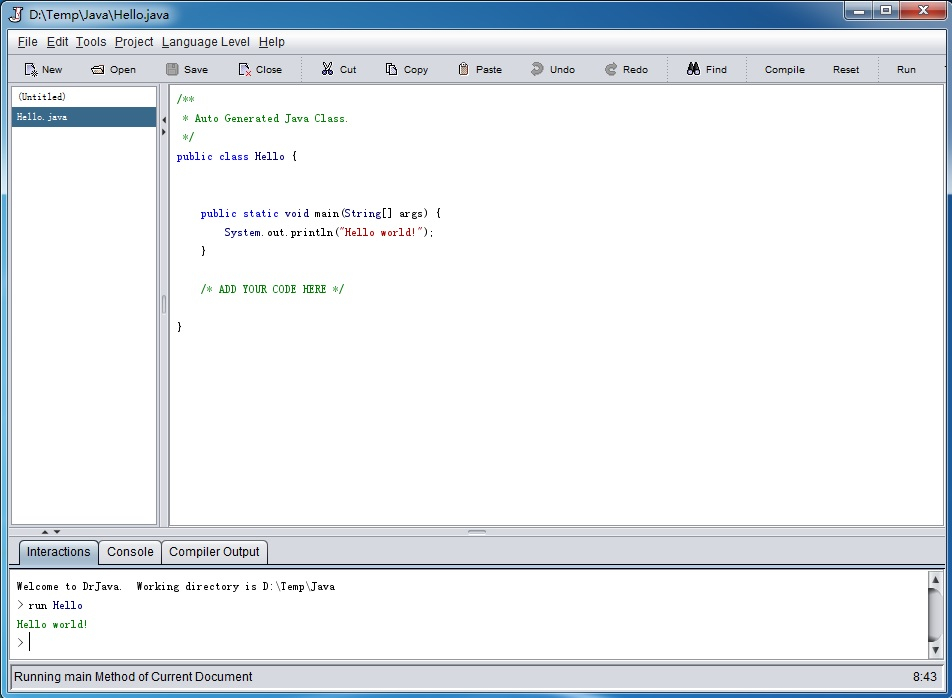 D:\Temp\Java\Hello.java
File Edit Tools Project Language Level Help
New Open Save Close Cut Copy Paste Undo Redo Find Compile Reset Run
(Untitled)
Hello.java
/**
 * Auto Generated Java Class.
 */
public class Hello {
    public static void main(String[] args) {
        System.out.println("Hello world!");
    }
    /* ADD YOUR CODE HERE */
}
Interactions Console Compiler Output
Welcome to DrJava.  Working directory is D:\Temp\Java
> run Hello
Hello world!
>
Running main Method of Current Document 8:43